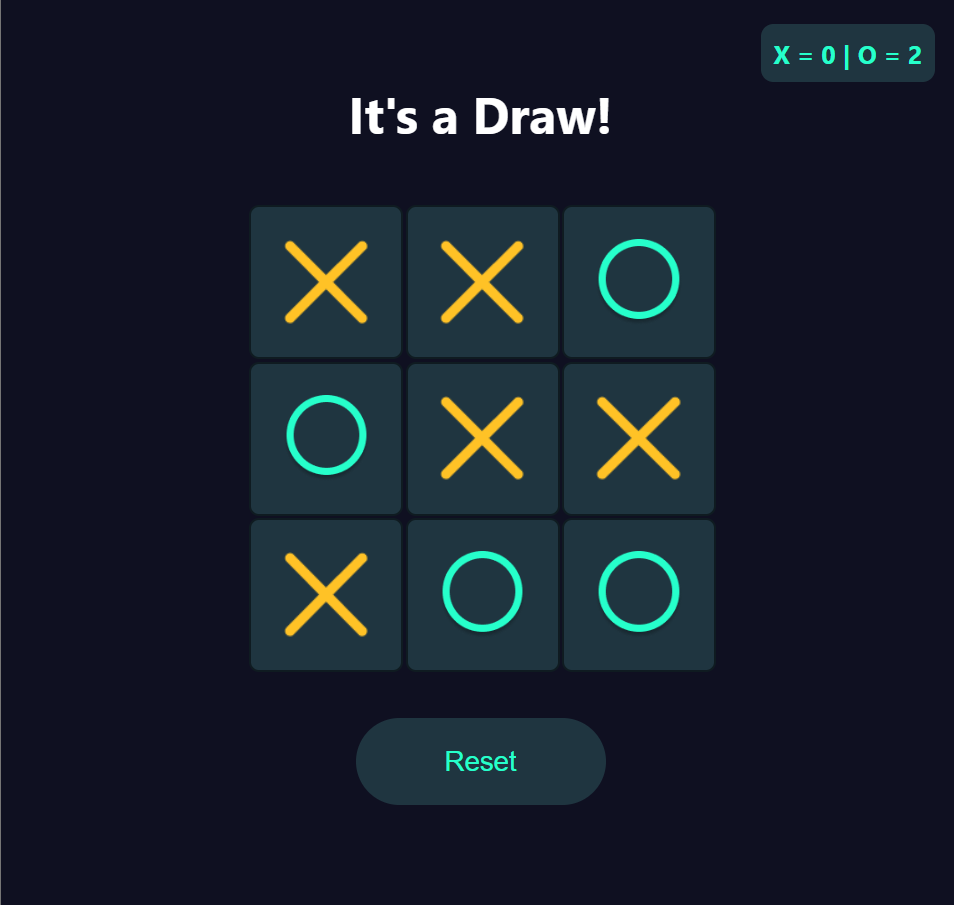 X = 0 | O = 2
It's a Draw!
Reset